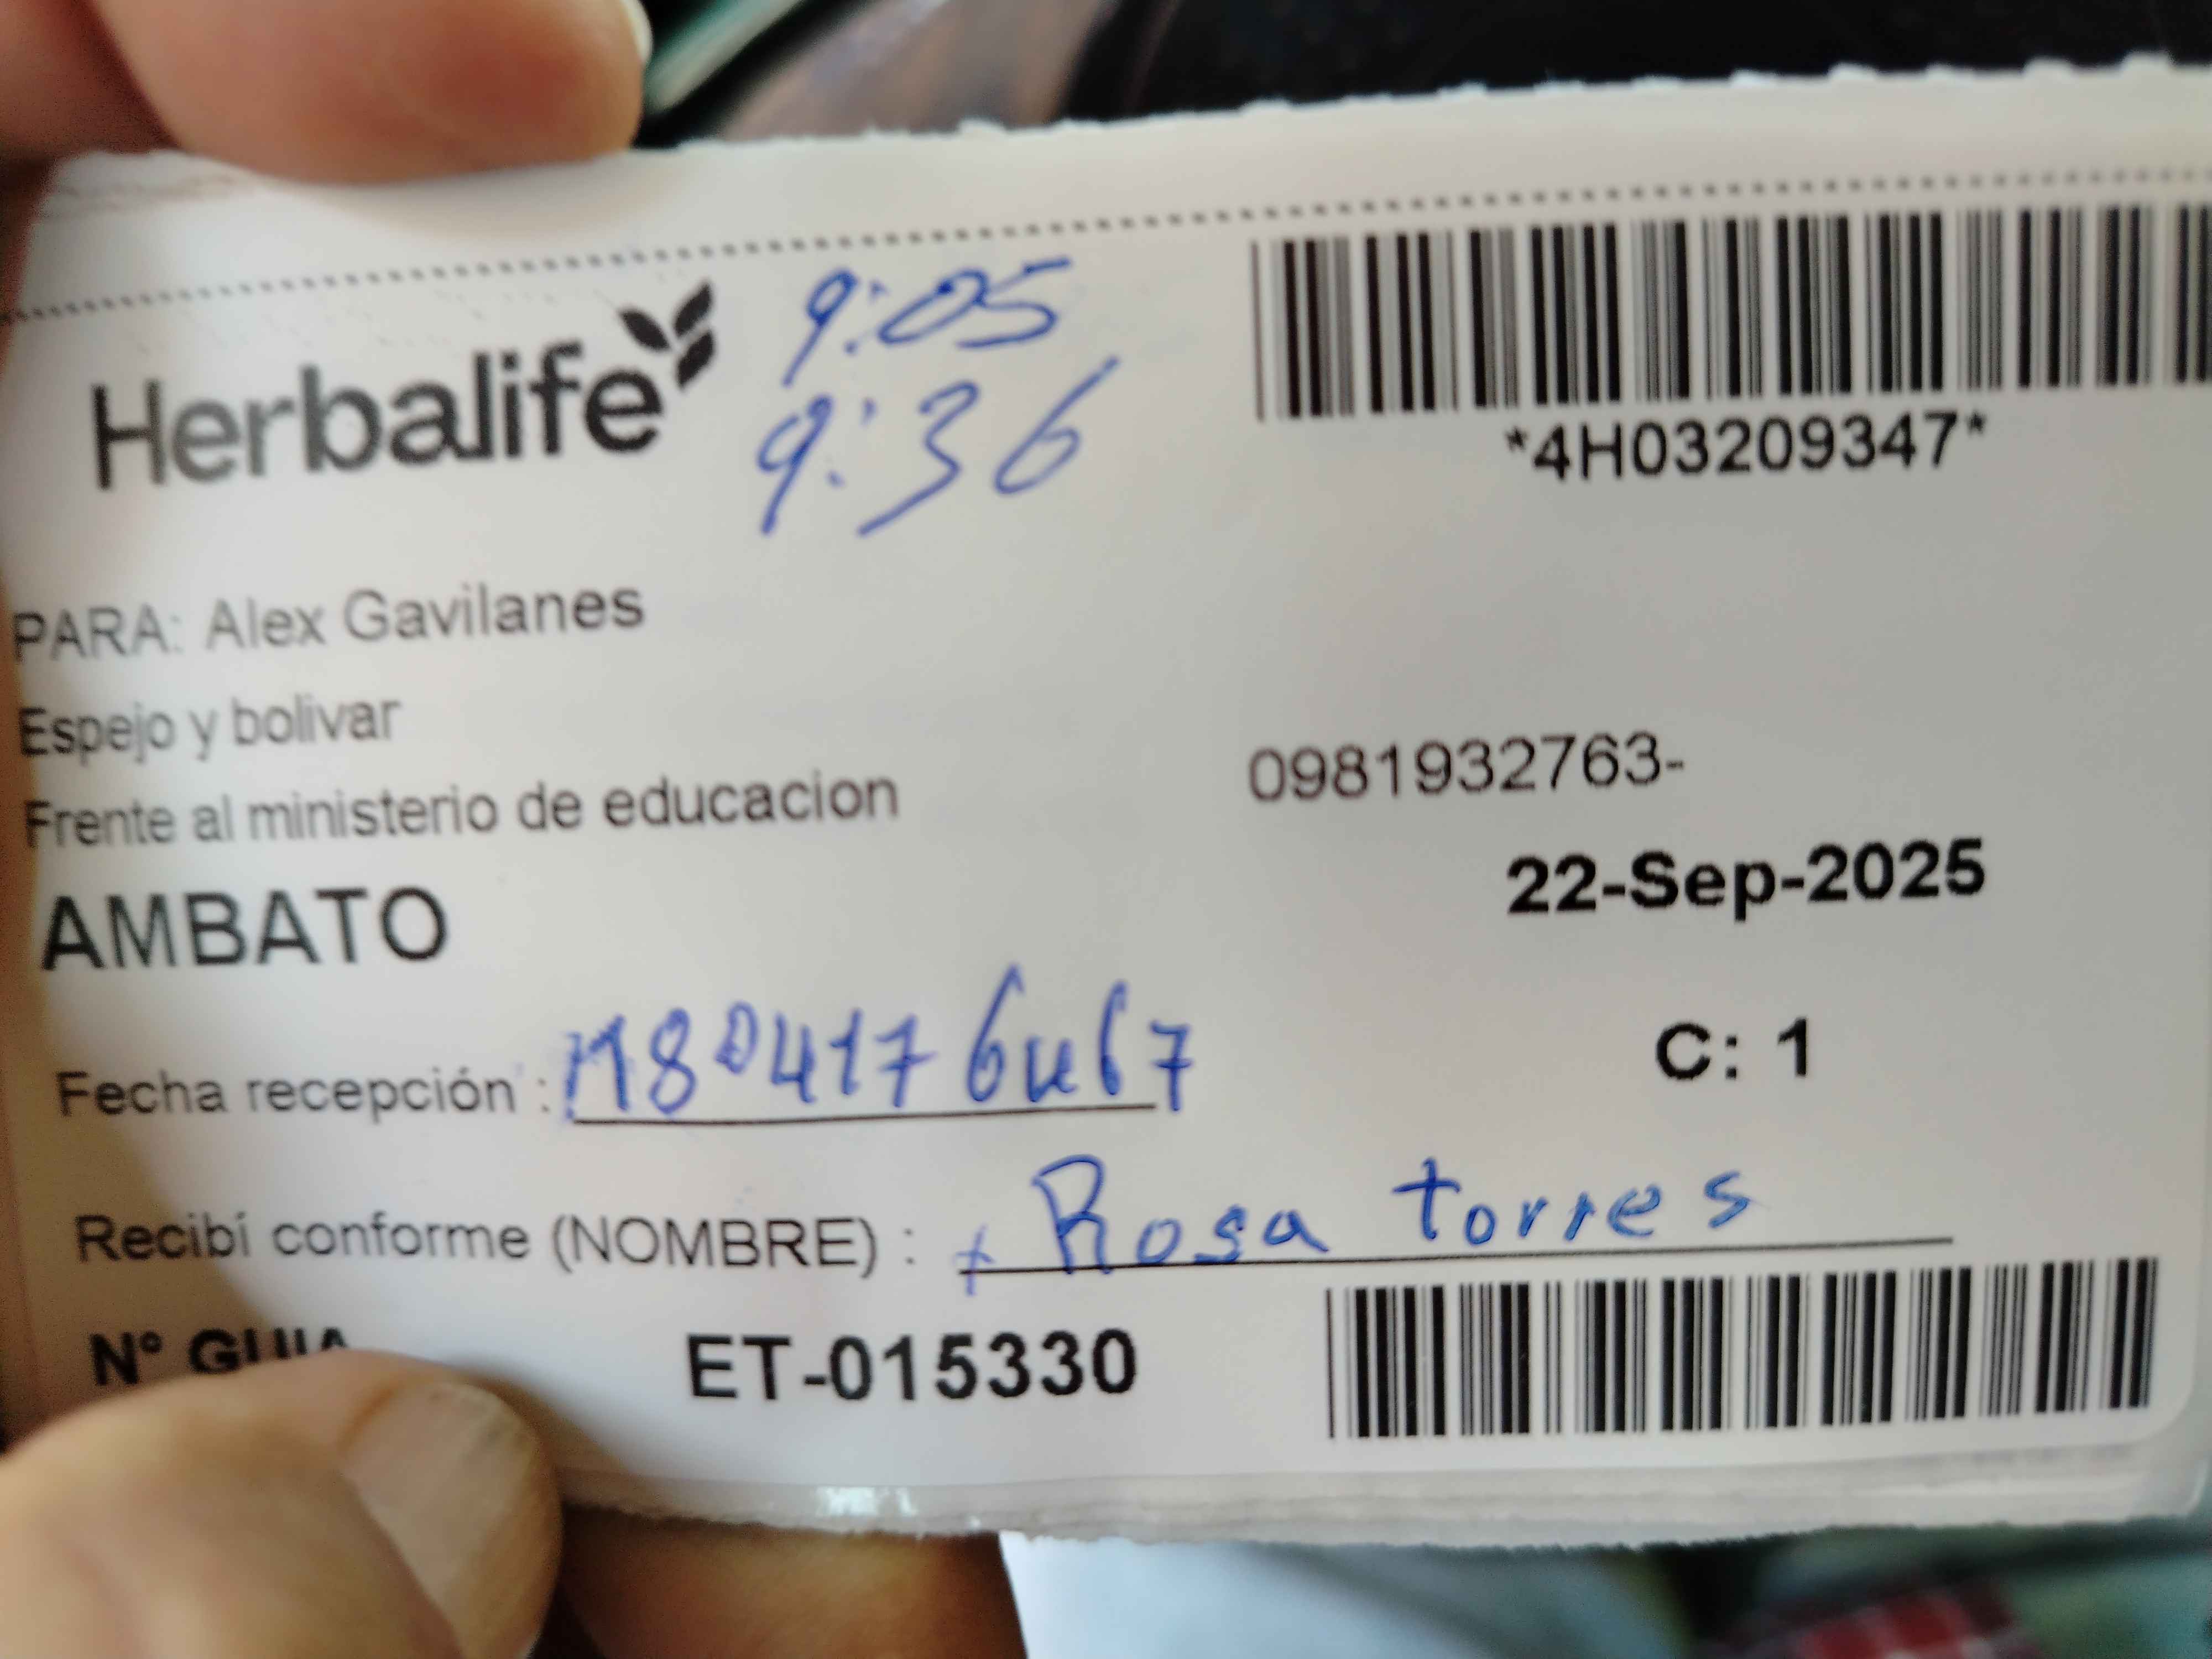 Herbalife
9:05
9:36
*4H03209347*
PARA: Alex Gavilanes
Espejo y bolivar
Frente al ministerio de educacion
0981932763-
AMBATO
22-Sep-2025
Fecha recepción :
C: 1
Recibí conforme (NOMBRE) : x Rosa torres
N° GUIA ET-015330